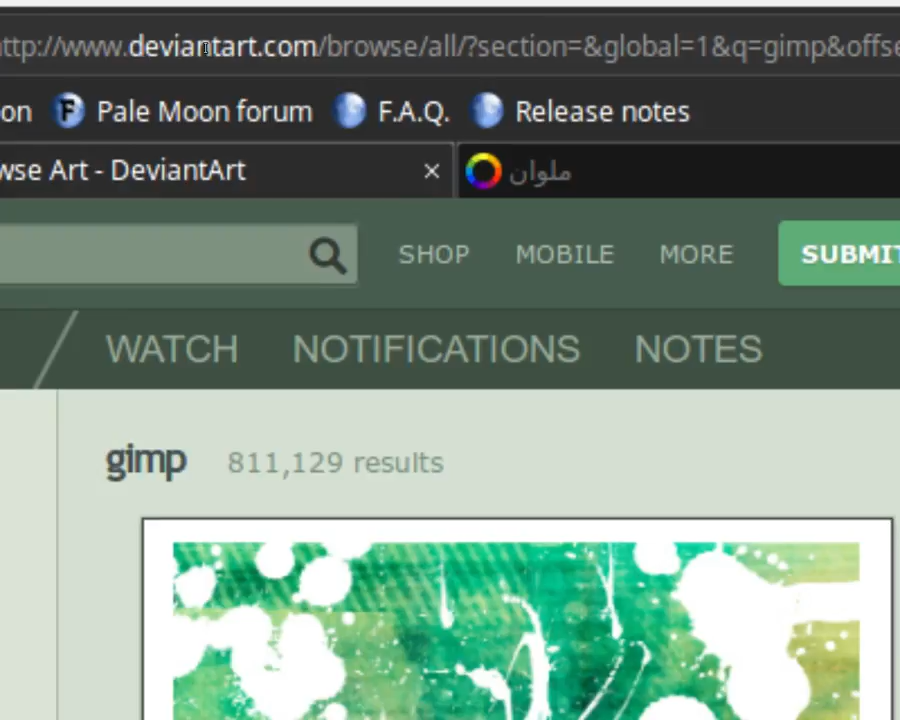 ttp://www.deviantart.com/browse/all/?section=&global=1&q=gimp&offse
on Pale Moon forum F.A.Q. Release notes
wse Art - DeviantArt × ملوان
SHOP MOBILE MORE SUBMIT
WATCH NOTIFICATIONS NOTES
gimp 811,129 results